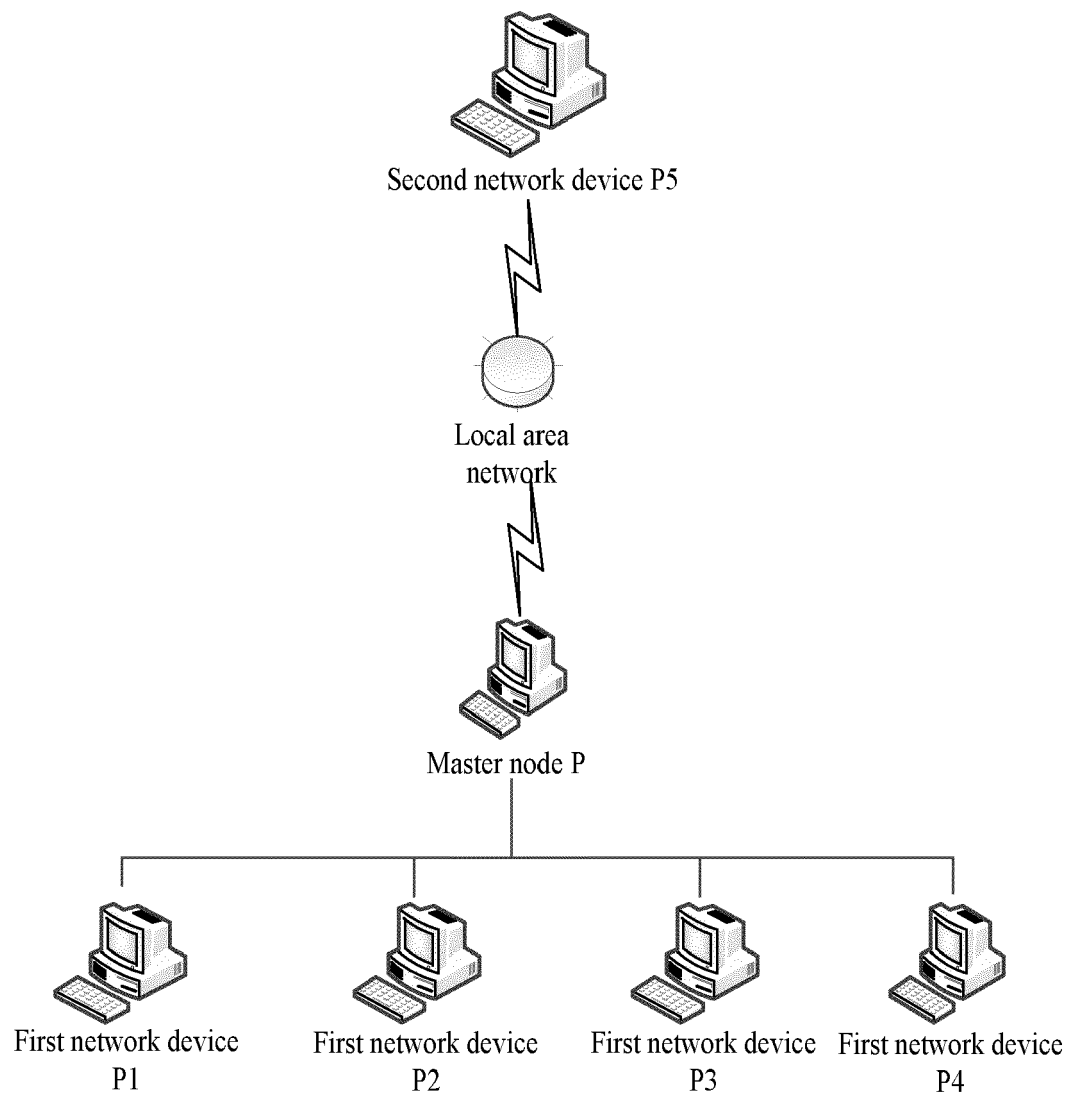 Second network device P5
Local area
network
Master node P
First network device
P1
First network device
P2
First network device
P3
First network device
P4